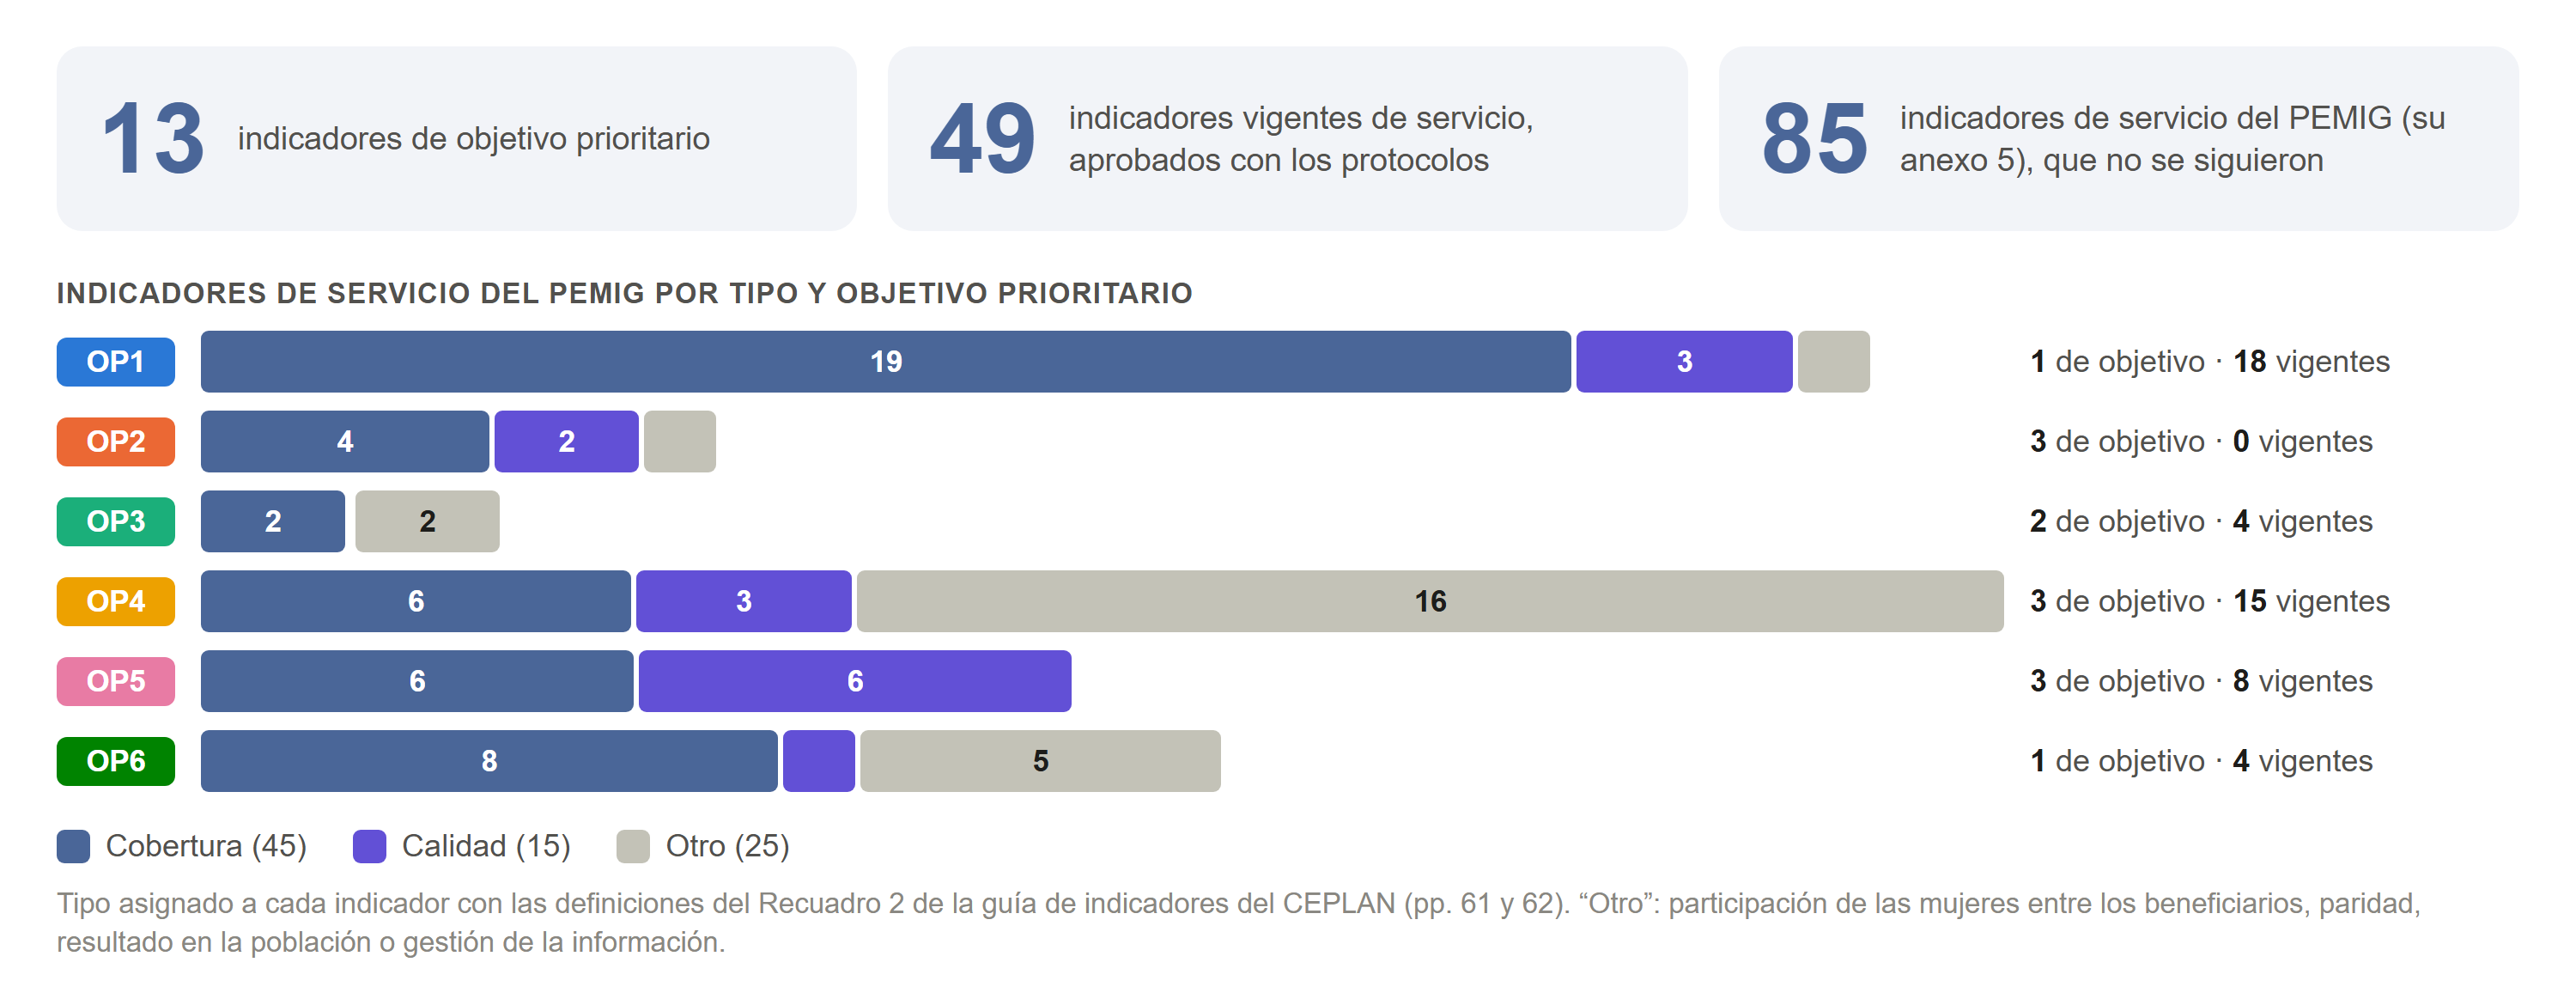 13 indicadores de objetivo prioritario
49 indicadores vigentes de servicio,
aprobados con los protocolos
85 indicadores de servicio del PEMIG (su
anexo 5), que no se siguieron
INDICADORES DE SERVICIO DEL PEMIG POR TIPO Y OBJETIVO PRIORITARIO
OP1 19 3 1 de objetivo · 18 vigentes
OP2 4 2 3 de objetivo · 0 vigentes
OP3 2 2 2 de objetivo · 4 vigentes
OP4 6 3 16 3 de objetivo · 15 vigentes
OP5 6 6 3 de objetivo · 8 vigentes
OP6 8 5 1 de objetivo · 4 vigentes
Cobertura (45) Calidad (15) Otro (25)
Tipo asignado a cada indicador con las definiciones del Recuadro 2 de la guía de indicadores del CEPLAN (pp. 61 y 62). “Otro”: participación de las mujeres entre los beneficiarios, paridad,
resultado en la población o gestión de la información.